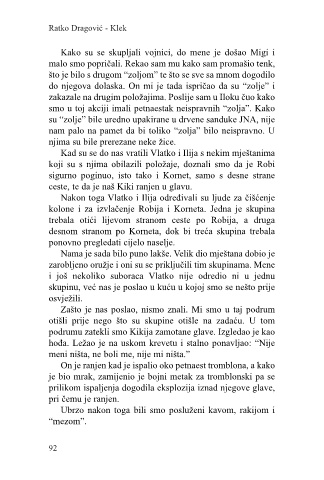 Ratko Dragović - Klek
Kako su se skupljali vojnici, do mene je došao Migi i
malo smo popričali. Rekao sam mu kako sam promašio tenk,
što je bilo s drugom “zoljom” te što se sve sa mnom dogodilo
do njegova dolaska. On mi je tada ispričao da su “zolje” i
zakazale na drugim položajima. Poslije sam u Iloku čuo kako
smo u toj akciji imali petnaestak neispravnih “zolja”. Kako
su “zolje” bile uredno upakirane u drvene sanduke JNA, nije
nam palo na pamet da bi toliko “zolja” bilo neispravno. U
njima su bile prerezane neke žice.
Kad su se do nas vratili Vlatko i Ilija s nekim mještanima
koji su s njima obilazili položaje, doznali smo da je Robi
sigurno poginuo, isto tako i Kornet, samo s desne strane
ceste, te da je naš Kiki ranjen u glavu.
Nakon toga Vlatko i Ilija određivali su ljude za čišćenje
kolone i za izvlačenje Robija i Korneta. Jedna je skupina
trebala otići lijevom stranom ceste po Robija, a druga
desnom stranom po Korneta, dok bi treća skupina trebala
ponovno pregledati cijelo naselje.
Nama je sada bilo puno lakše. Velik dio mještana dobio je
zarobljeno oružje i oni su se priključili tim skupinama. Mene
i još nekoliko suboraca Vlatko nije odredio ni u jednu
skupinu, već nas je poslao u kuću u kojoj smo se nešto prije
osvježili.
Zašto je nas poslao, nismo znali. Mi smo u taj podrum
otišli prije nego što su skupine otišle na zadaću. U tom
podrumu zatekli smo Kikija zamotane glave. Izgledao je kao
hođa. Ležao je na uskom krevetu i stalno ponavljao: “Nije
meni ništa, ne boli me, nije mi ništa.”
On je ranjen kad je ispalio oko petnaest tromblona, a kako
je bio mrak, zamijenio je bojni metak za tromblonski pa se
prilikom ispaljenja dogodila eksplozija iznad njegove glave,
pri čemu je ranjen.
Ubrzo nakon toga bili smo posluženi kavom, rakijom i
“mezom”.
92